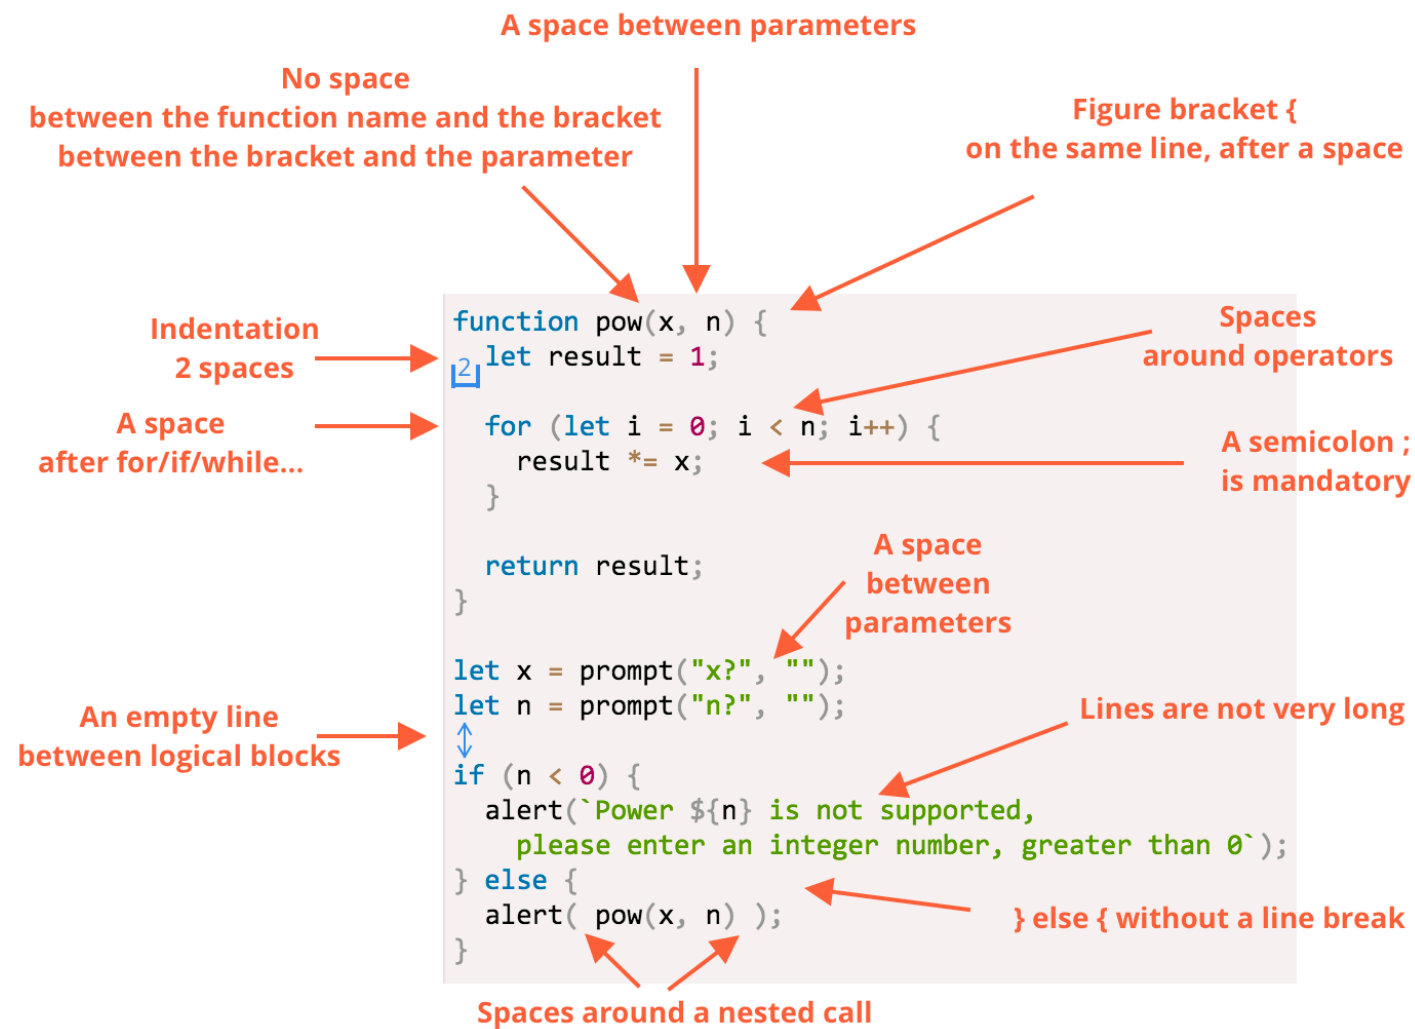 A space between parameters
No space
between the function name and the bracket
between the bracket and the parameter
Figure bracket {
on the same line, after a space
Indentation
2 spaces
A space
after for/if/while...
Spaces
around operators
A semicolon ;
is mandatory
function pow(x, n) {
2
  let result = 1;
  for (let i = 0; i < n; i++) {
    result *= x;
  }
  return result;
}
A space
between
parameters
let x = prompt("x?", "");
let n = prompt("n?", "");
An empty line
between logical blocks
Lines are not very long
if (n < 0) {
  alert(`Power ${n} is not supported,
    please enter an integer number, greater than 0`);
} else {
  alert( pow(x, n) );
}
} else { without a line break
Spaces around a nested call